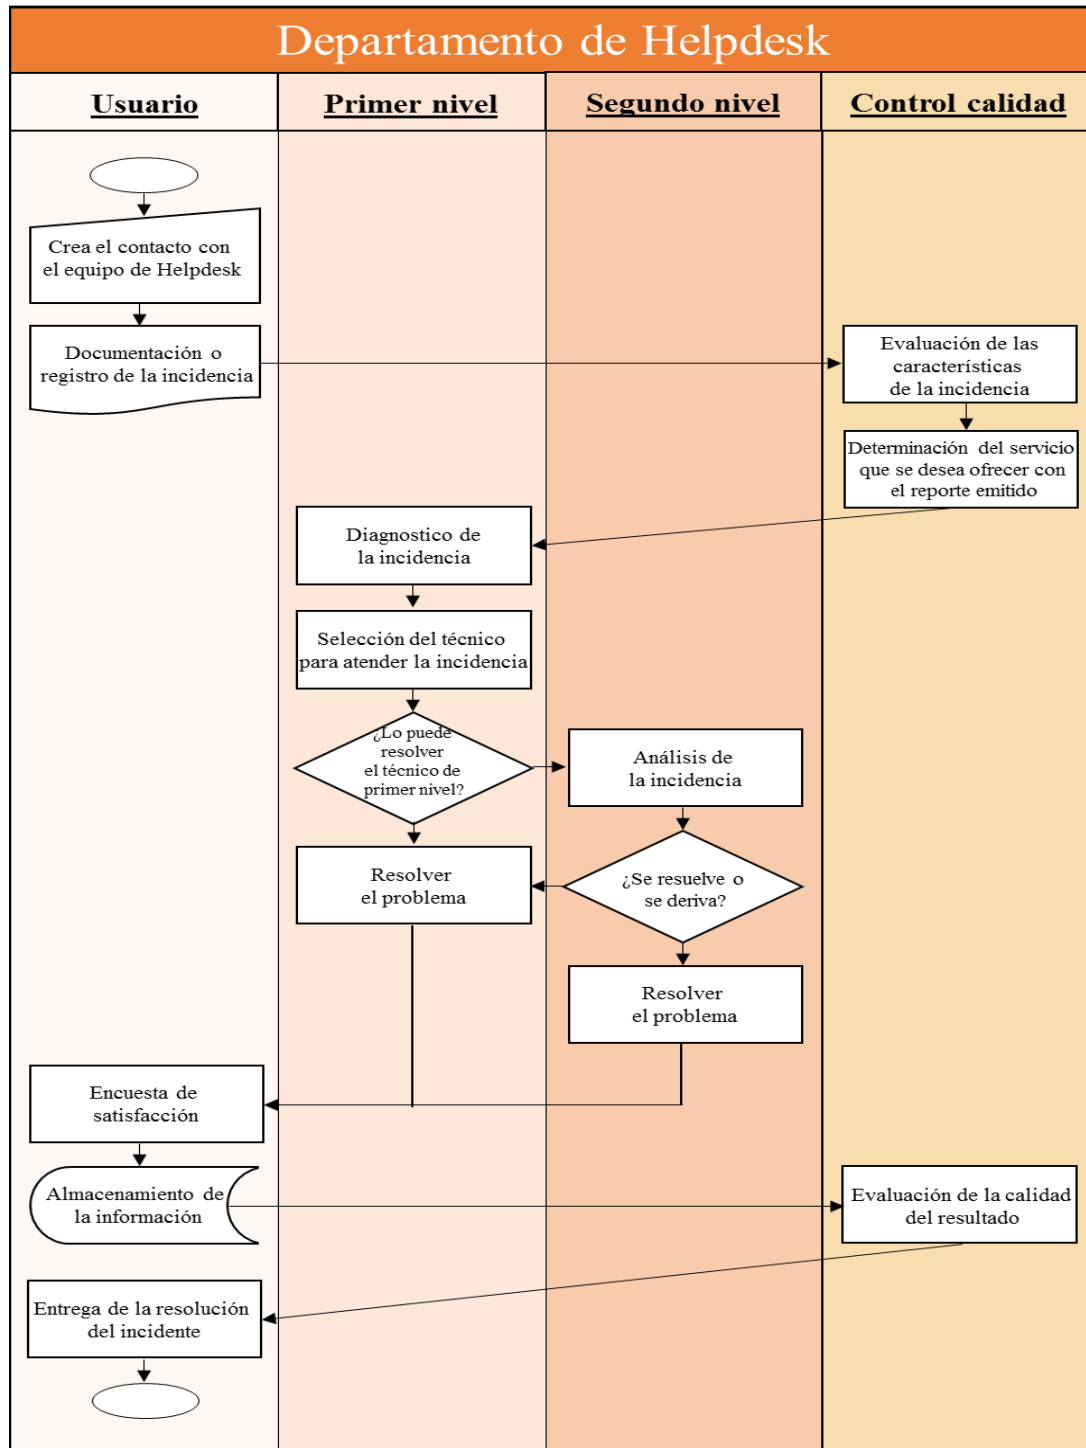 Departamento de Helpdesk
Usuario
Primer nivel
Segundo nivel
Control calidad
Crea el contacto con
el equipo de Helpdesk
Documentación o
registro de la incidencia
Evaluación de las
características
de la incidencia
Determinación del servicio
que se desea ofrecer con
el reporte emitido
Diagnostico de
la incidencia
Selección del técnico
para atender la incidencia
¿Lo puede
resolver
el técnico de
primer nivel?
Análisis de
la incidencia
Resolver
el problema
¿Se resuelve o
se deriva?
Resolver
el problema
Encuesta de
satisfacción
Almacenamiento de
la información
Evaluación de la calidad
del resultado
Entrega de la resolución
del incidente